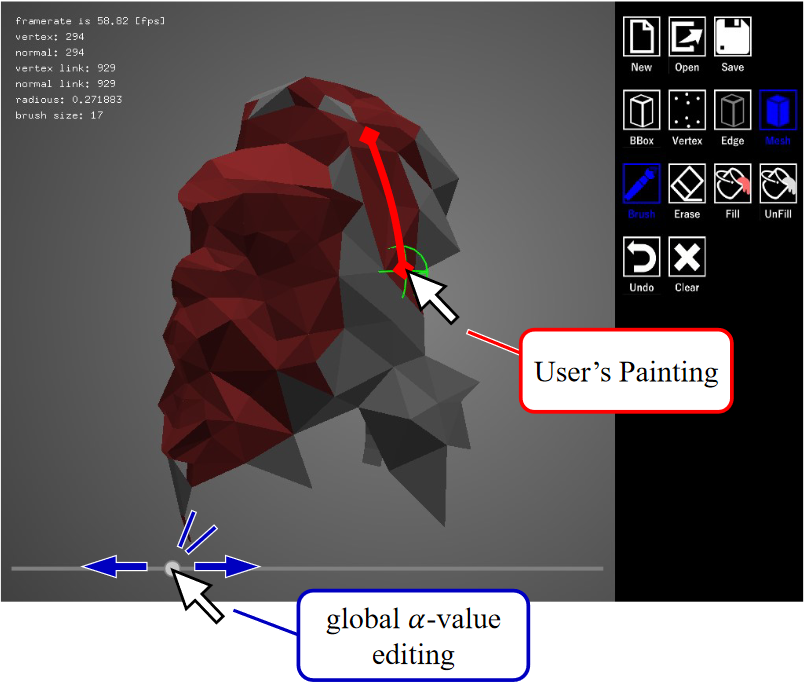 framerate is 58.82 [fps]
vertex: 294
normal: 294
vertex link: 929
normal link: 929
radious: 0.271883
brush size: 17
New Open Save
BBox Vertex Edge Mesh
Brush Erase Fill UnFill
Undo Clear
User's Painting
global α-value
editing